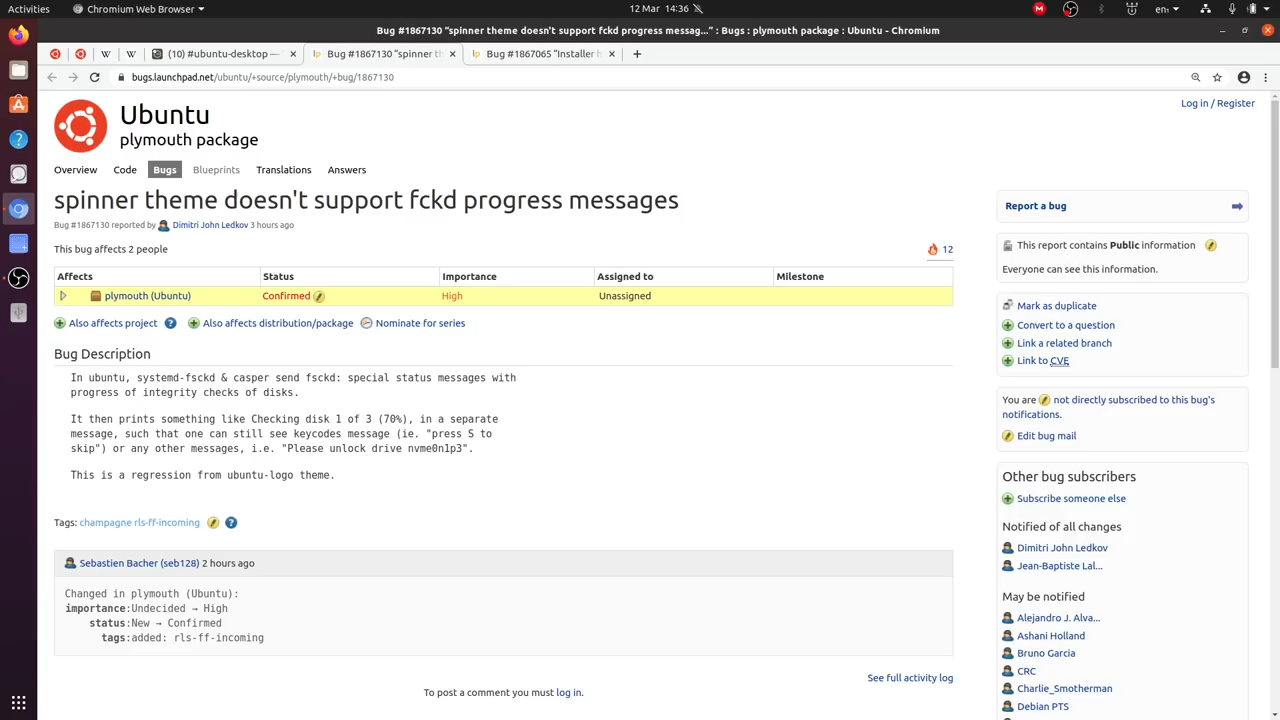 Activities
Chromium Web Browser
12 Mar 14:36
en
Bug #1867130 “spinner theme doesn't support fckd progress messag...” : Bugs : plymouth package : Ubuntu - Chromium
(10) #ubuntu-desktop —
Bug #1867130 “spinner th
Bug #1867065 “Installer h
bugs.launchpad.net/ubuntu/+source/plymouth/+bug/1867130
Log in / Register
Ubuntu
plymouth package
Overview
Code
Bugs
Blueprints
Translations
Answers
spinner theme doesn't support fckd progress messages
Bug #1867130 reported by Dimitri John Ledkov 3 hours ago
This bug affects 2 people
12
Affects Status Importance Assigned to Milestone
plymouth (Ubuntu) Confirmed High Unassigned
Also affects project
Also affects distribution/package
Nominate for series
Bug Description
In ubuntu, systemd-fsckd & casper send fsckd: special status messages with
progress of integrity checks of disks.
It then prints something like Checking disk 1 of 3 (70%), in a separate
message, such that one can still see keycodes message (ie. "press S to
skip") or any other messages, i.e. "Please unlock drive nvme0n1p3".
This is a regression from ubuntu-logo theme.
Tags: champagne rls-ff-incoming
Sebastien Bacher (seb128) 2 hours ago
Changed in plymouth (Ubuntu):
importance:Undecided → High
status:New → Confirmed
tags:added: rls-ff-incoming
See full activity log
To post a comment you must log in.
Report a bug
This report contains Public information
Everyone can see this information.
Mark as duplicate
Convert to a question
Link a related branch
Link to CVE
You are not directly subscribed to this bug's
notifications.
Edit bug mail
Other bug subscribers
Subscribe someone else
Notified of all changes
Dimitri John Ledkov
Jean-Baptiste Lal...
May be notified
Alejandro J. Alva...
Ashani Holland
Bruno Garcia
CRC
Charlie_Smotherman
Debian PTS